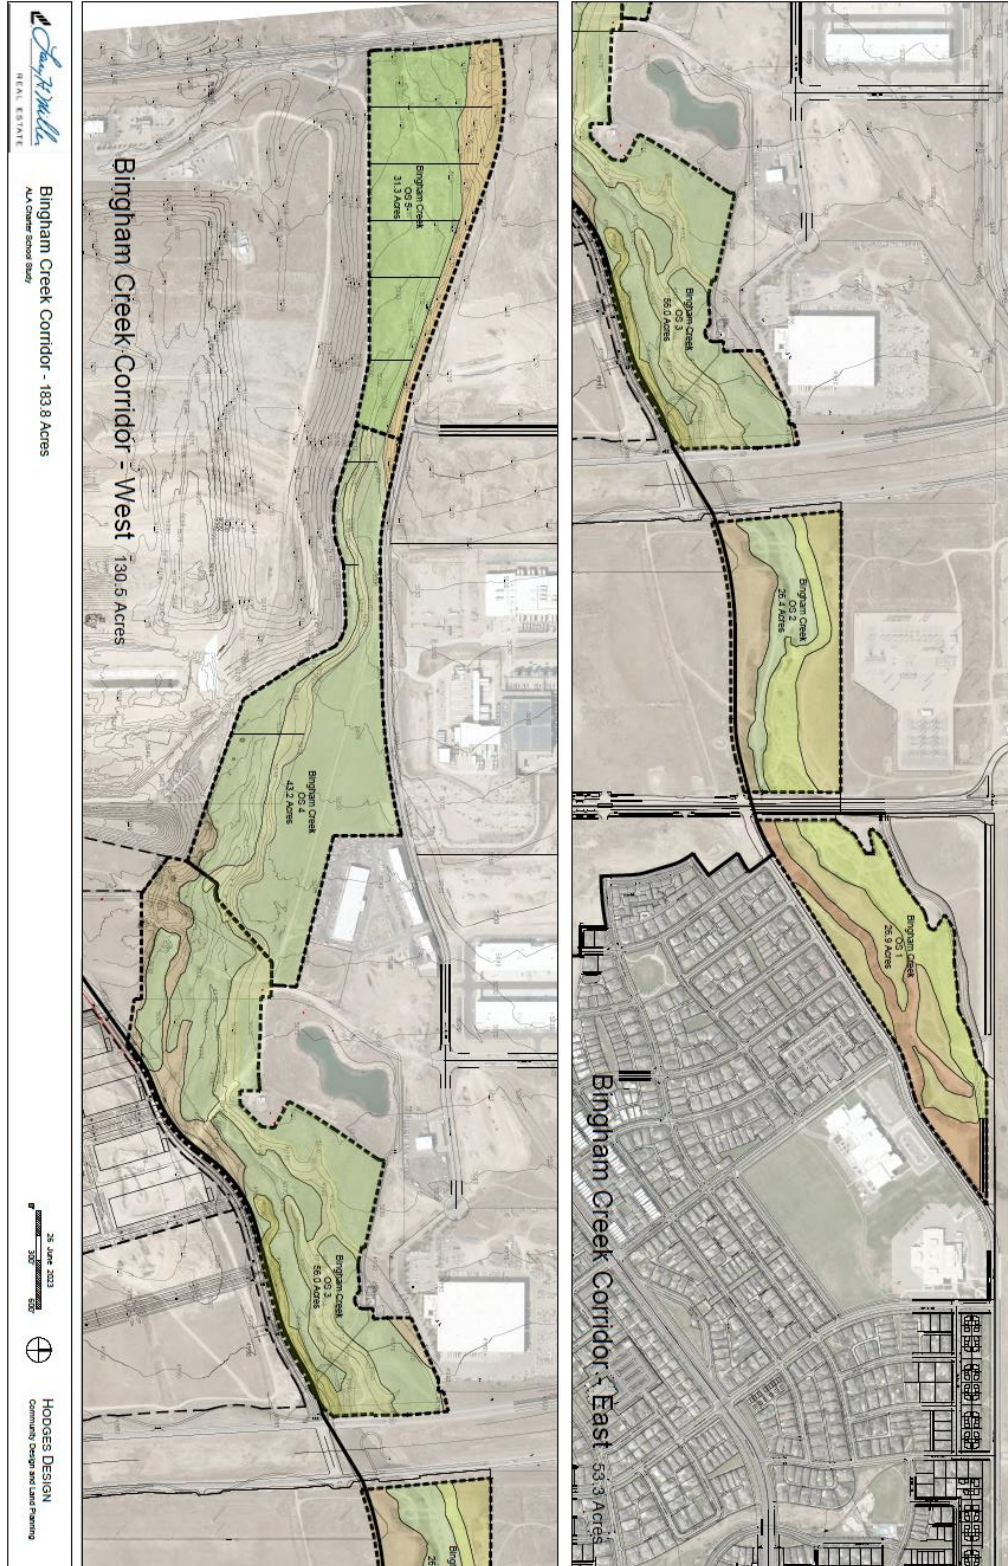 Larry H. Miller
REAL ESTATE
Bingham Creek Corridor - 183.8 Acres
ALA Charter School Study
26 June 2023
0' 300' 600'
HODGES DESIGN
Community Design and Land Planning
Bingham Creek Corridor - West 130.5 Acres
Bingham Creek
OS 5
31.3 Acres
Bingham Creek
OS 4
43.2 Acres
Bingham Creek
OS 3
56.0 Acres
Bingham Creek Corridor - East 53.3 Acres
Bingham Creek
OS 3
56.0 Acres
Bingham Creek
OS 2
26.4 Acres
Bingham Creek
OS 1
26.9 Acres